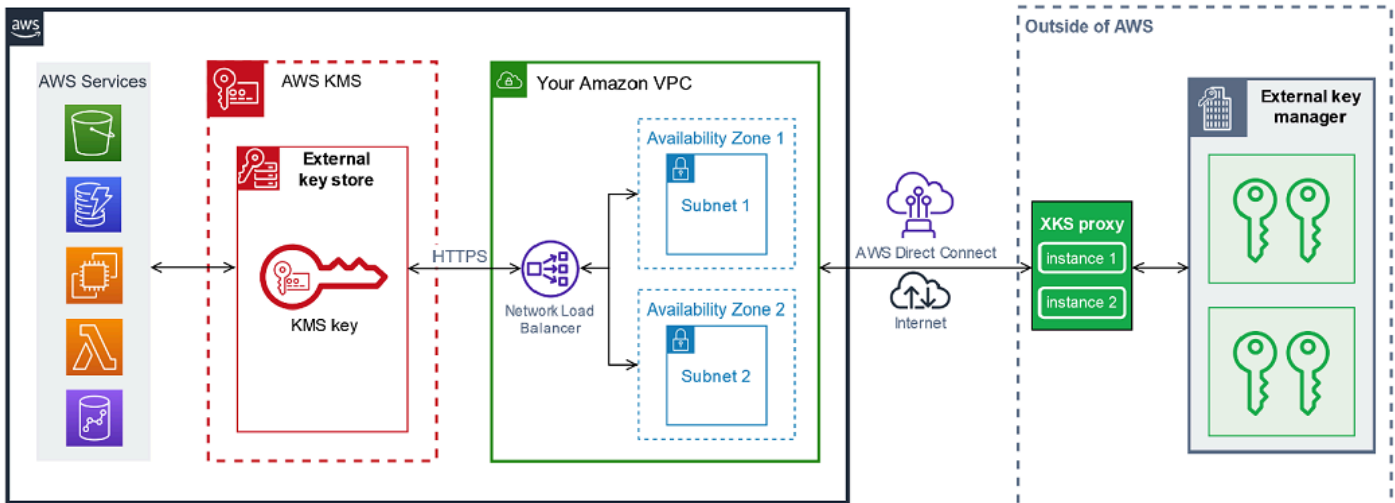 aws
AWS Services
AWS KMS
External
key store
KMS key
HTTPS
Your Amazon VPC
Network Load
Balancer
Availability Zone 1
Subnet 1
Availability Zone 2
Subnet 2
AWS Direct Connect
Internet
Outside of AWS
XKS proxy
instance 1
instance 2
External key
manager